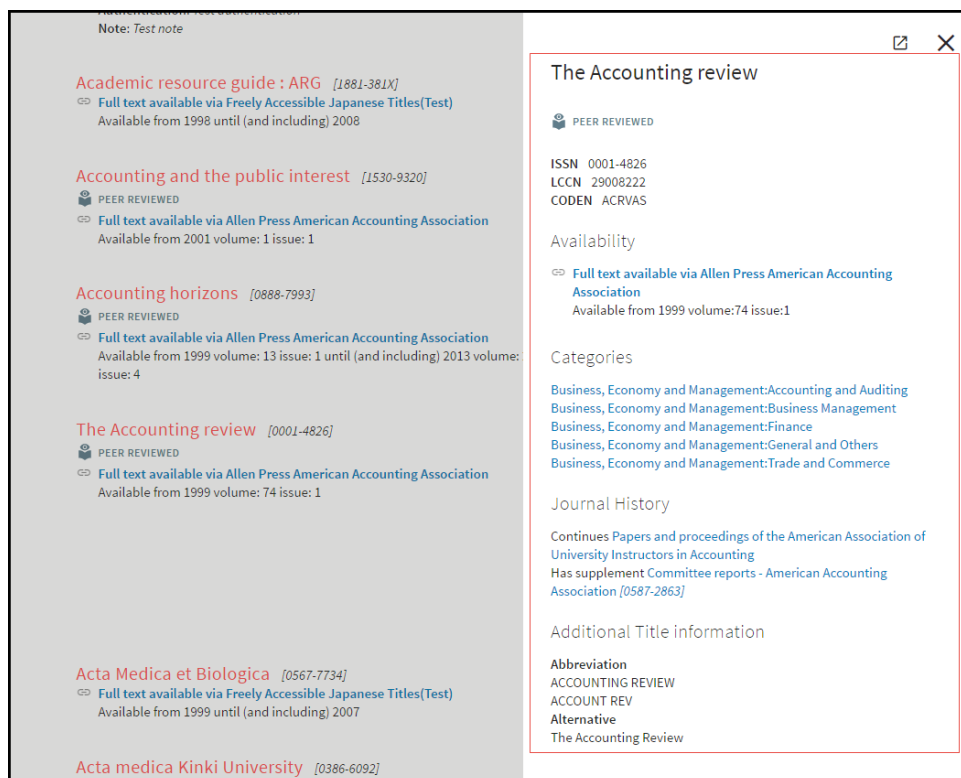 Note: Test note
Academic resource guide : ARG [1881-381X]
Full text available via Freely Accessible Japanese Titles(Test)
Available from 1998 until (and including) 2008
Accounting and the public interest [1530-9320]
PEER REVIEWED
Full text available via Allen Press American Accounting Association
Available from 2001 volume: 1 issue: 1
Accounting horizons [0888-7993]
PEER REVIEWED
Full text available via Allen Press American Accounting Association
Available from 1999 volume: 13 issue: 1 until (and including) 2013 volume:
issue: 4
The Accounting review [0001-4826]
PEER REVIEWED
Full text available via Allen Press American Accounting Association
Available from 1999 volume: 74 issue: 1
Acta Medica et Biologica [0567-7734]
Full text available via Freely Accessible Japanese Titles(Test)
Available from 1999 until (and including) 2007
Acta medica Kinki University [0386-6092]
The Accounting review
PEER REVIEWED
ISSN 0001-4826
LCCN 29008222
CODEN ACRVAS
Availability
Full text available via Allen Press American Accounting
Association
Available from 1999 volume:74 issue:1
Categories
Business, Economy and Management:Accounting and Auditing
Business, Economy and Management:Business Management
Business, Economy and Management:Finance
Business, Economy and Management:General and Others
Business, Economy and Management:Trade and Commerce
Journal History
Continues Papers and proceedings of the American Association of
University Instructors in Accounting
Has supplement Committee reports - American Accounting
Association [0587-2863]
Additional Title information
Abbreviation
ACCOUNTING REVIEW
ACCOUNT REV
Alternative
The Accounting Review